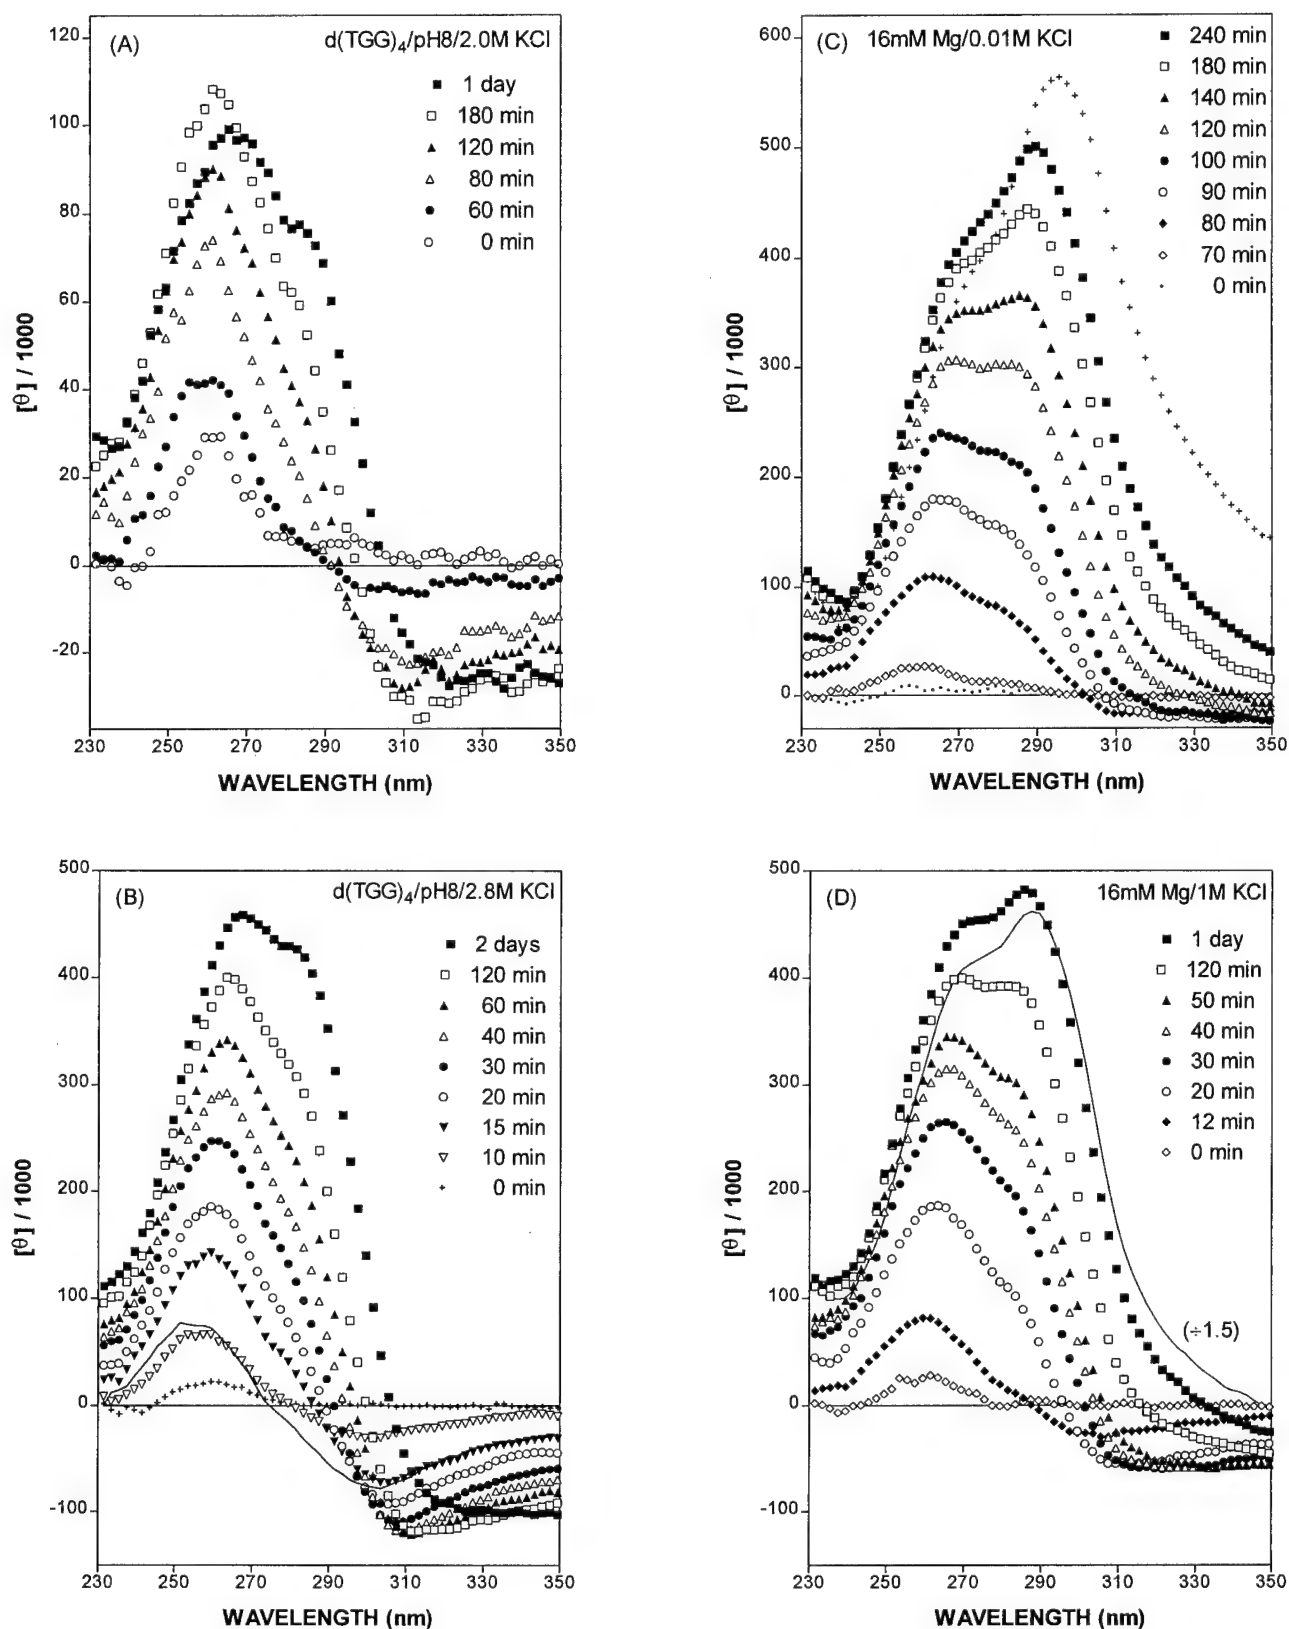 (A) d(TGG)₄/pH8/2.0M KCl
1 day
180 min
120 min
80 min
60 min
0 min
120
100
80
60
40
20
0
-20
[θ] / 1000
230 250 270 290 310 330 350
WAVELENGTH (nm)
(C) 16mM Mg/0.01M KCl
240 min
180 min
140 min
120 min
100 min
90 min
80 min
70 min
0 min
600
500
400
300
200
100
0
[θ] / 1000
230 250 270 290 310 330 350
WAVELENGTH (nm)
(B) d(TGG)₄/pH8/2.8M KCl
2 days
120 min
60 min
40 min
30 min
20 min
15 min
10 min
0 min
500
400
300
200
100
0
-100
[θ] / 1000
230 250 270 290 310 330 350
WAVELENGTH (nm)
(D) 16mM Mg/1M KCl
1 day
120 min
50 min
40 min
30 min
20 min
12 min
0 min
(÷1.5)
500
400
300
200
100
0
-100
[θ] / 1000
230 250 270 290 310 330 350
WAVELENGTH (nm)